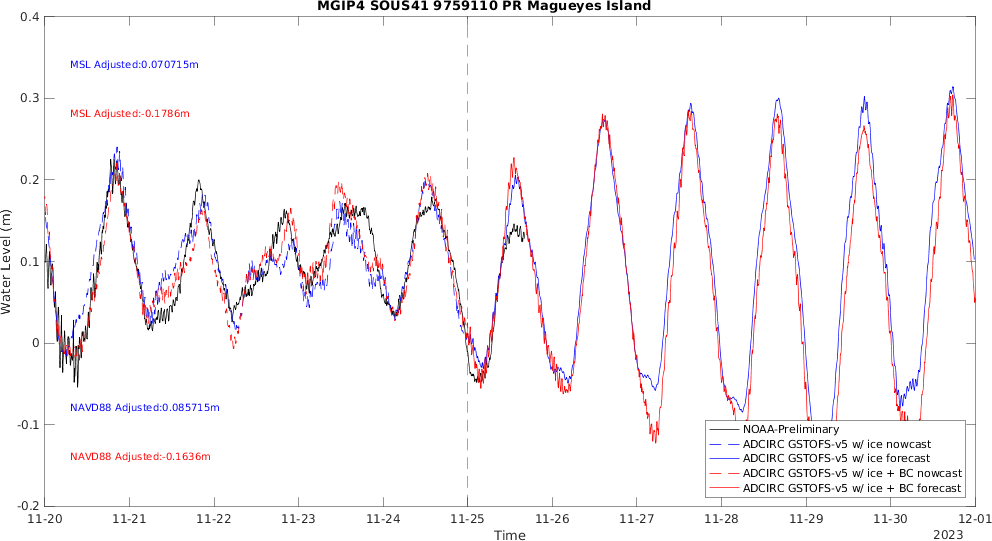 MGIP4 SOUS41 9759110 PR Magueyes Island
0.4
0.3
0.2
0.1
0
-0.1
-0.2
Water Level (m)
MSL Adjusted:0.070715m
MSL Adjusted:-0.1786m
NAVD88 Adjusted:0.085715m
NAVD88 Adjusted:-0.1636m
NOAA-Preliminary
ADCIRC GSTOFS-v5 w/ ice nowcast
ADCIRC GSTOFS-v5 w/ ice forecast
ADCIRC GSTOFS-v5 w/ ice + BC nowcast
ADCIRC GSTOFS-v5 w/ ice + BC forecast
11-20 11-21 11-22 11-23 11-24 11-25 11-26 11-27 11-28 11-29 11-30 12-01
Time
2023